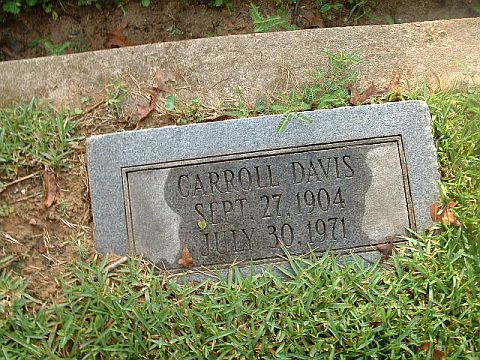 CARROLL DAVIS
SEPT. 27, 1904
JULY 30, 1971